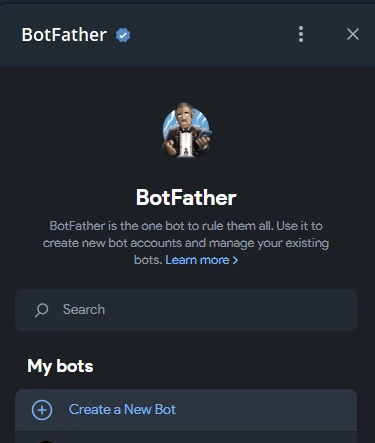 BotFather
BotFather
BotFather is the one bot to rule them all. Use it to
create new bot accounts and manage your existing
bots. Learn more >
Search
My bots
Create a New Bot